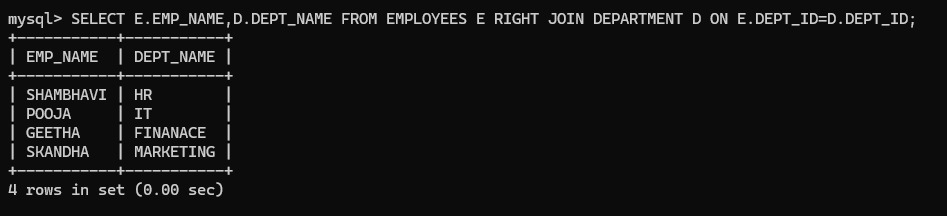 mysql> SELECT E.EMP_NAME,D.DEPT_NAME FROM EMPLOYEES E RIGHT JOIN DEPARTMENT D ON E.DEPT_ID=D.DEPT_ID;
+-----------+-----------+
| EMP_NAME  | DEPT_NAME |
+-----------+-----------+
| SHAMBHAVI | HR        |
| POOJA     | IT        |
| GEETHA    | FINANACE  |
| SKANDHA   | MARKETING |
+-----------+-----------+
4 rows in set (0.00 sec)